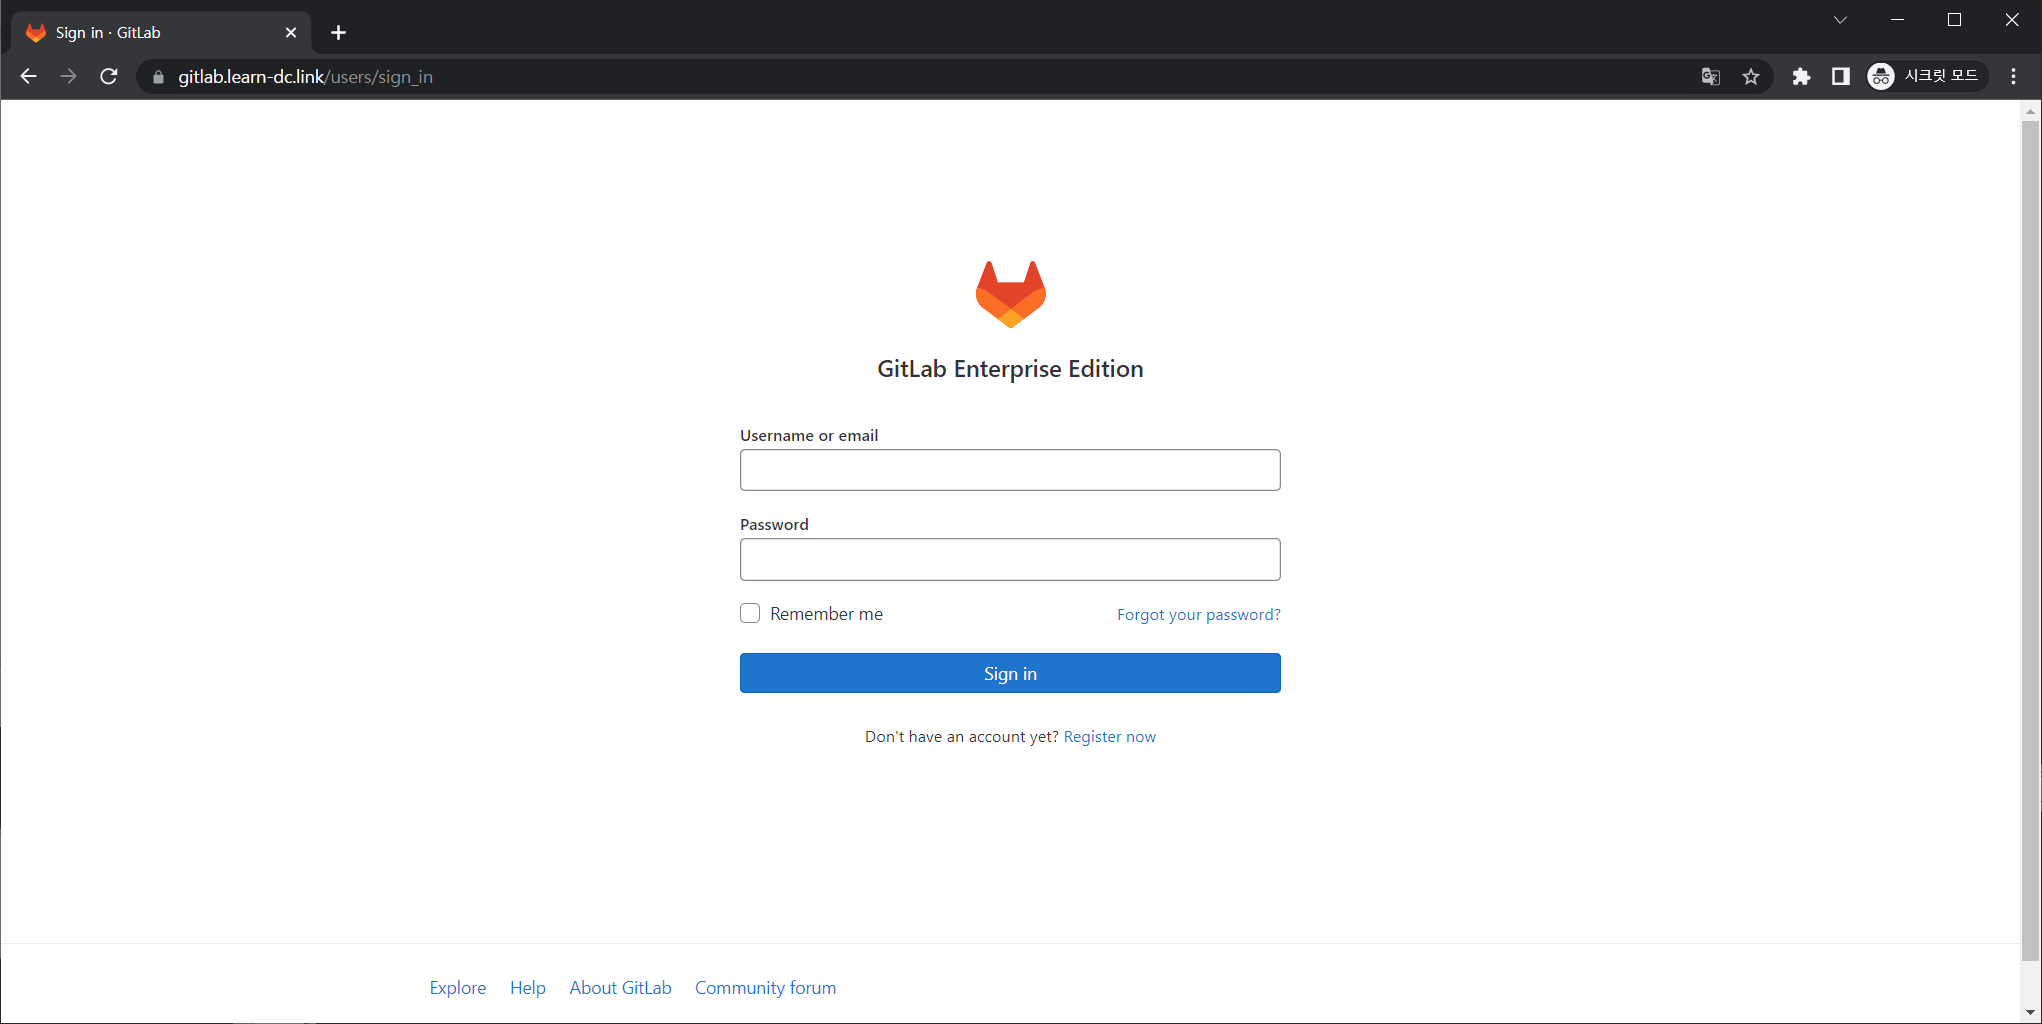 Sign in · GitLab
gitlab.learn-dc.link/users/sign_in
시크릿 모드
GitLab Enterprise Edition
Username or email
Password
Remember me
Forgot your password?
Sign in
Don't have an account yet? Register now
Explore Help About GitLab Community forum